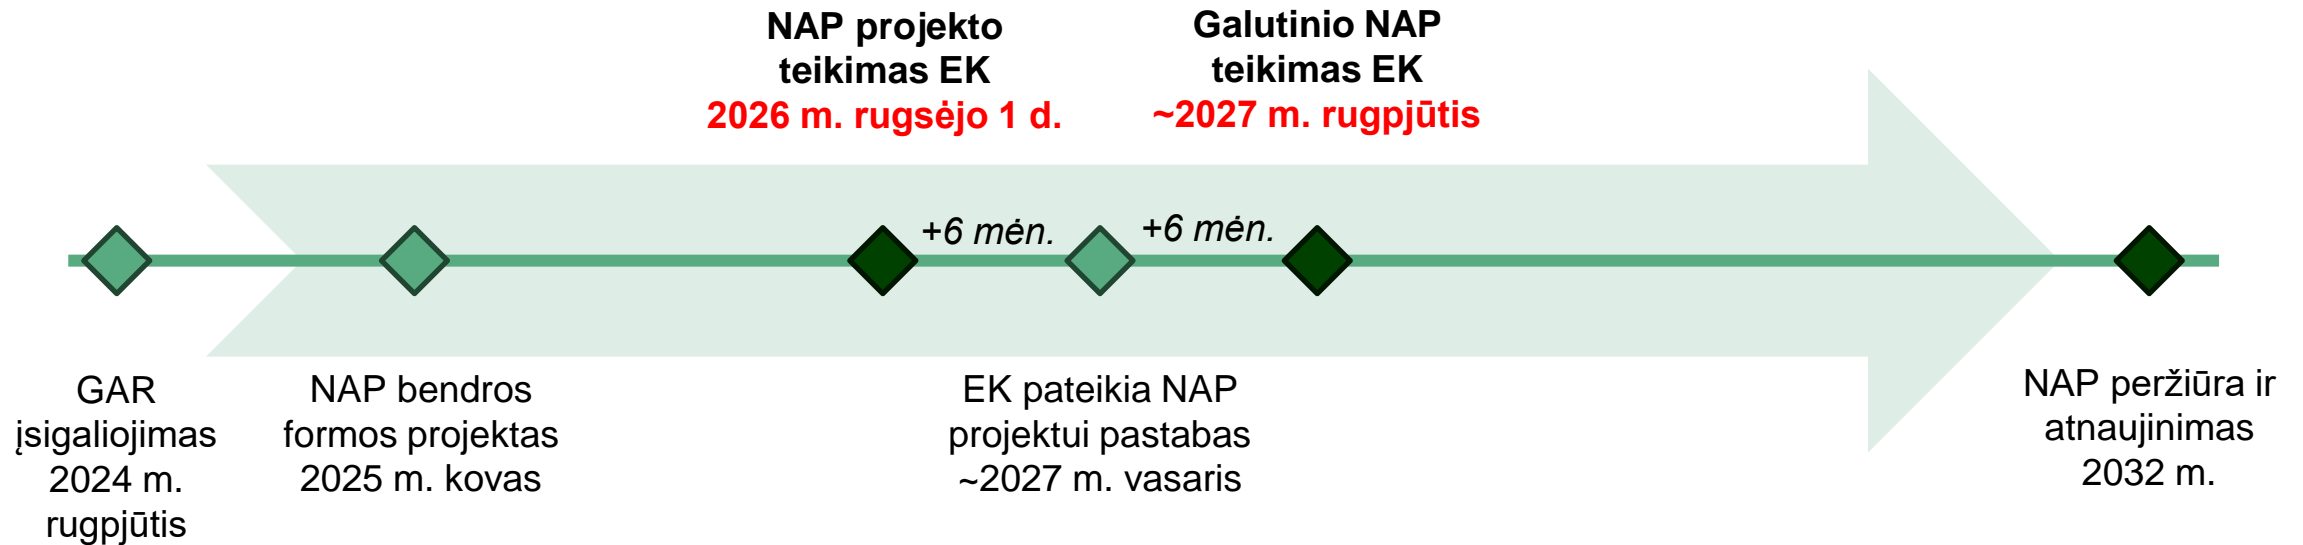 NAP projekto
teikimas EK
2026 m. rugsėjo 1 d.
Galutinio NAP
teikimas EK
~2027 m. rugpjūtis
+6 mėn.
+6 mėn.
GAR
įsigaliojimas
2024 m.
rugpjūtis
NAP bendros
formos projektas
2025 m. kovas
EK pateikia NAP
projektui pastabas
~2027 m. vasaris
NAP peržiūra ir
atnaujinimas
2032 m.